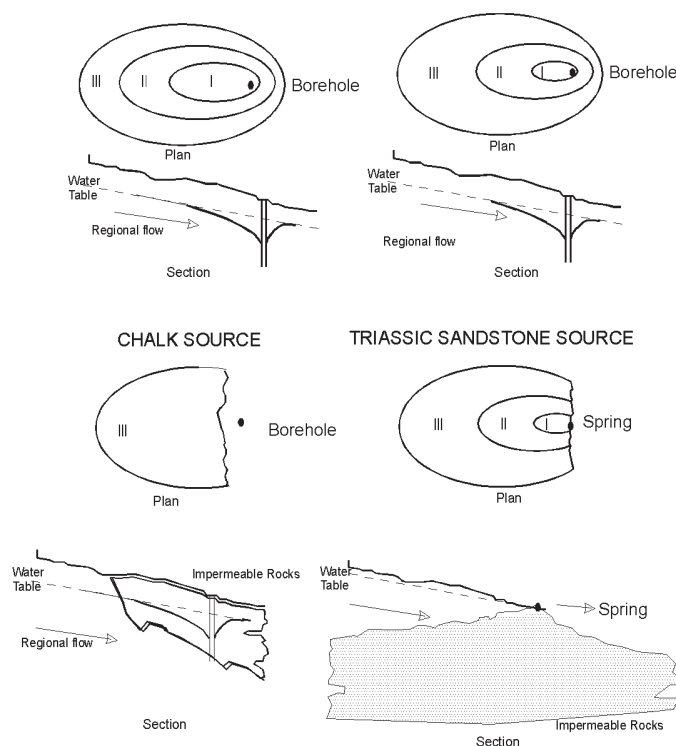 III
II
I
Borehole
Plan
Water
Table
Regional flow
Section
III
II
I
Borehole
Plan
Water
Table
Regional flow
Section
CHALK SOURCE
TRIASSIC SANDSTONE SOURCE
III
Borehole
Plan
III
II
I
Spring
Plan
Water
Table
Impermeable Rocks
Regional flow
Section
Water
Table
Spring
Impermeable Rocks
Section